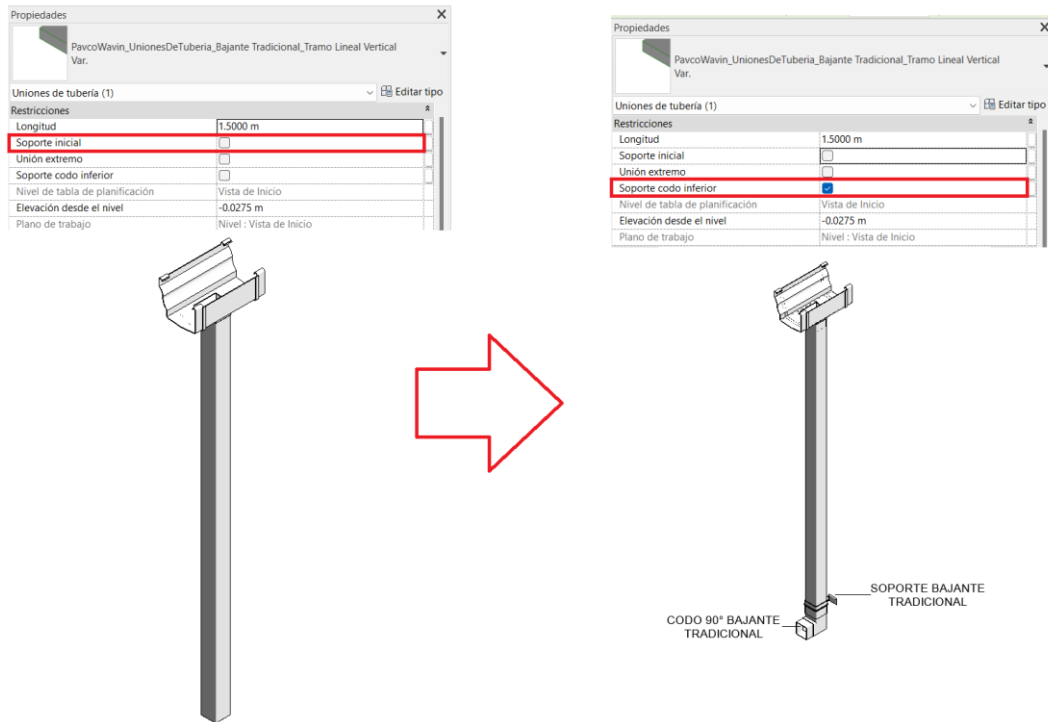 Propiedades
PavcoWavin_UnionesDeTuberia_Bajante Tradicional_Tramo Lineal Vertical
Var.
Uniones de tubería (1)
Editar tipo
Restricciones
Longitud 1.5000 m
Soporte inicial
Unión extremo
Soporte codo inferior
Nivel de tabla de planificación Vista de Inicio
Elevación desde el nivel -0.0275 m
Plano de trabajo Nivel : Vista de Inicio
Propiedades
PavcoWavin_UnionesDeTuberia_Bajante Tradicional_Tramo Lineal Vertical
Var.
Uniones de tubería (1)
Editar tipo
Restricciones
Longitud 1.5000 m
Soporte inicial
Unión extremo
Soporte codo inferior
Nivel de tabla de planificación Vista de Inicio
Elevación desde el nivel -0.0275 m
Plano de trabajo Nivel : Vista de Inicio
SOPORTE BAJANTE
TRADICIONAL
CODO 90° BAJANTE
TRADICIONAL